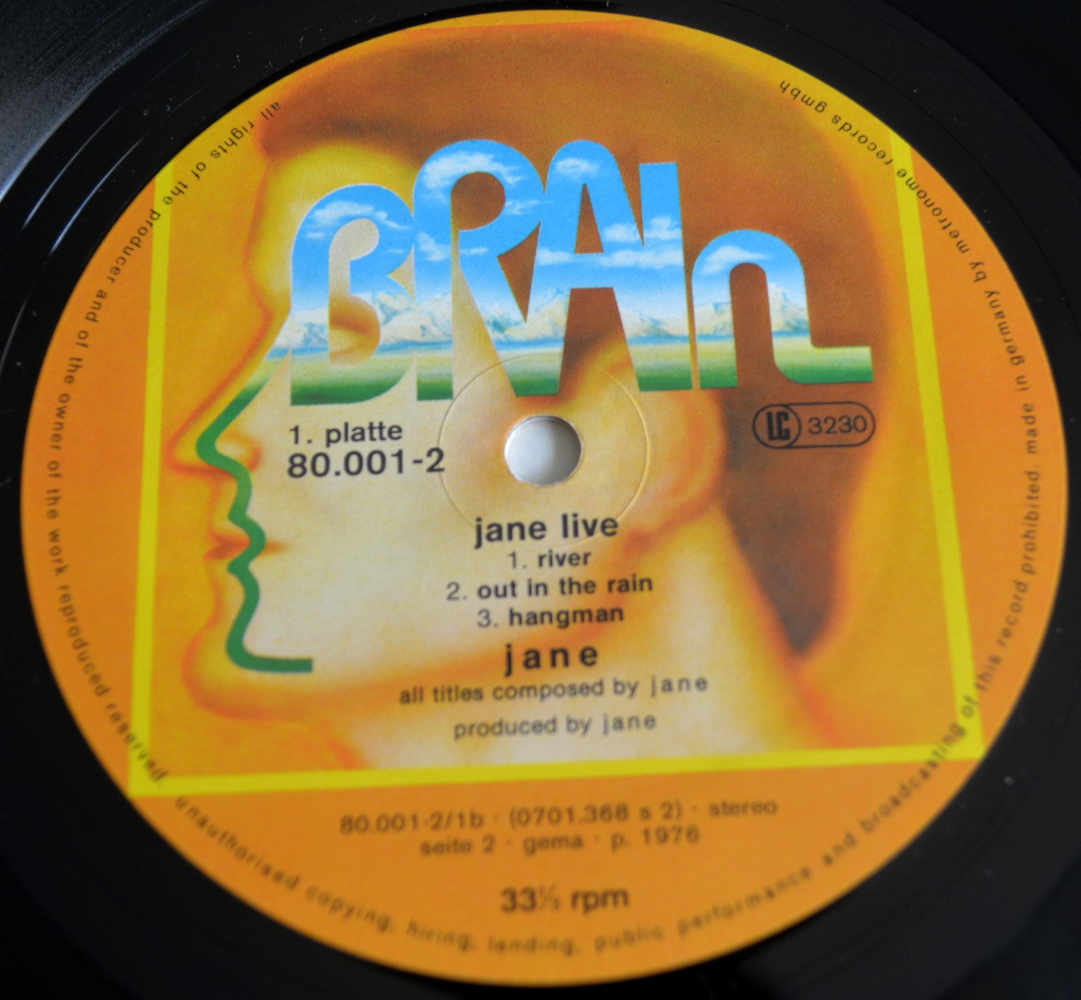 all rights of the producer and of the owner of the work reproduced reserved. unauthorised copying, hiring, lending, public performance and broadcasting of this record prohibited. made in germany by metronome records gmbh
BRAIn
LC 3230
1. platte
80.001-2
jane live
1. river
2. out in the rain
3. hangman
jane
all titles composed by jane
produced by jane
80.001-2/1b · (0701.368 s 2) · stereo
seite 2 · gema · p. 1976
33⅓ rpm